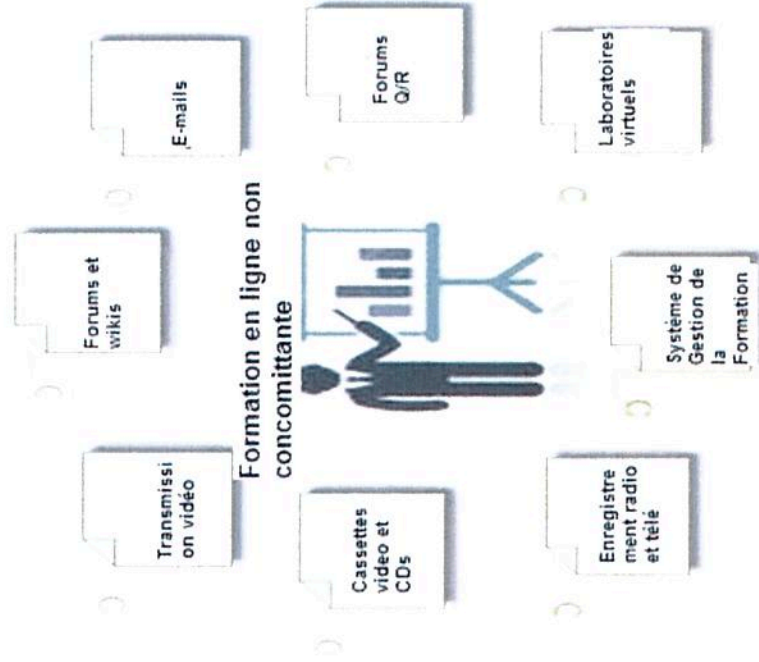 Formation en ligne non
concomittante
Forums et
wikis
E-mails
Forums
Q/R
Laboratoires
virtuels
Système de
Gestion de
la
Formation
Enregistre
ment radio
et télé
Cassettes
video et
CDs
Transmissi
on vidéo